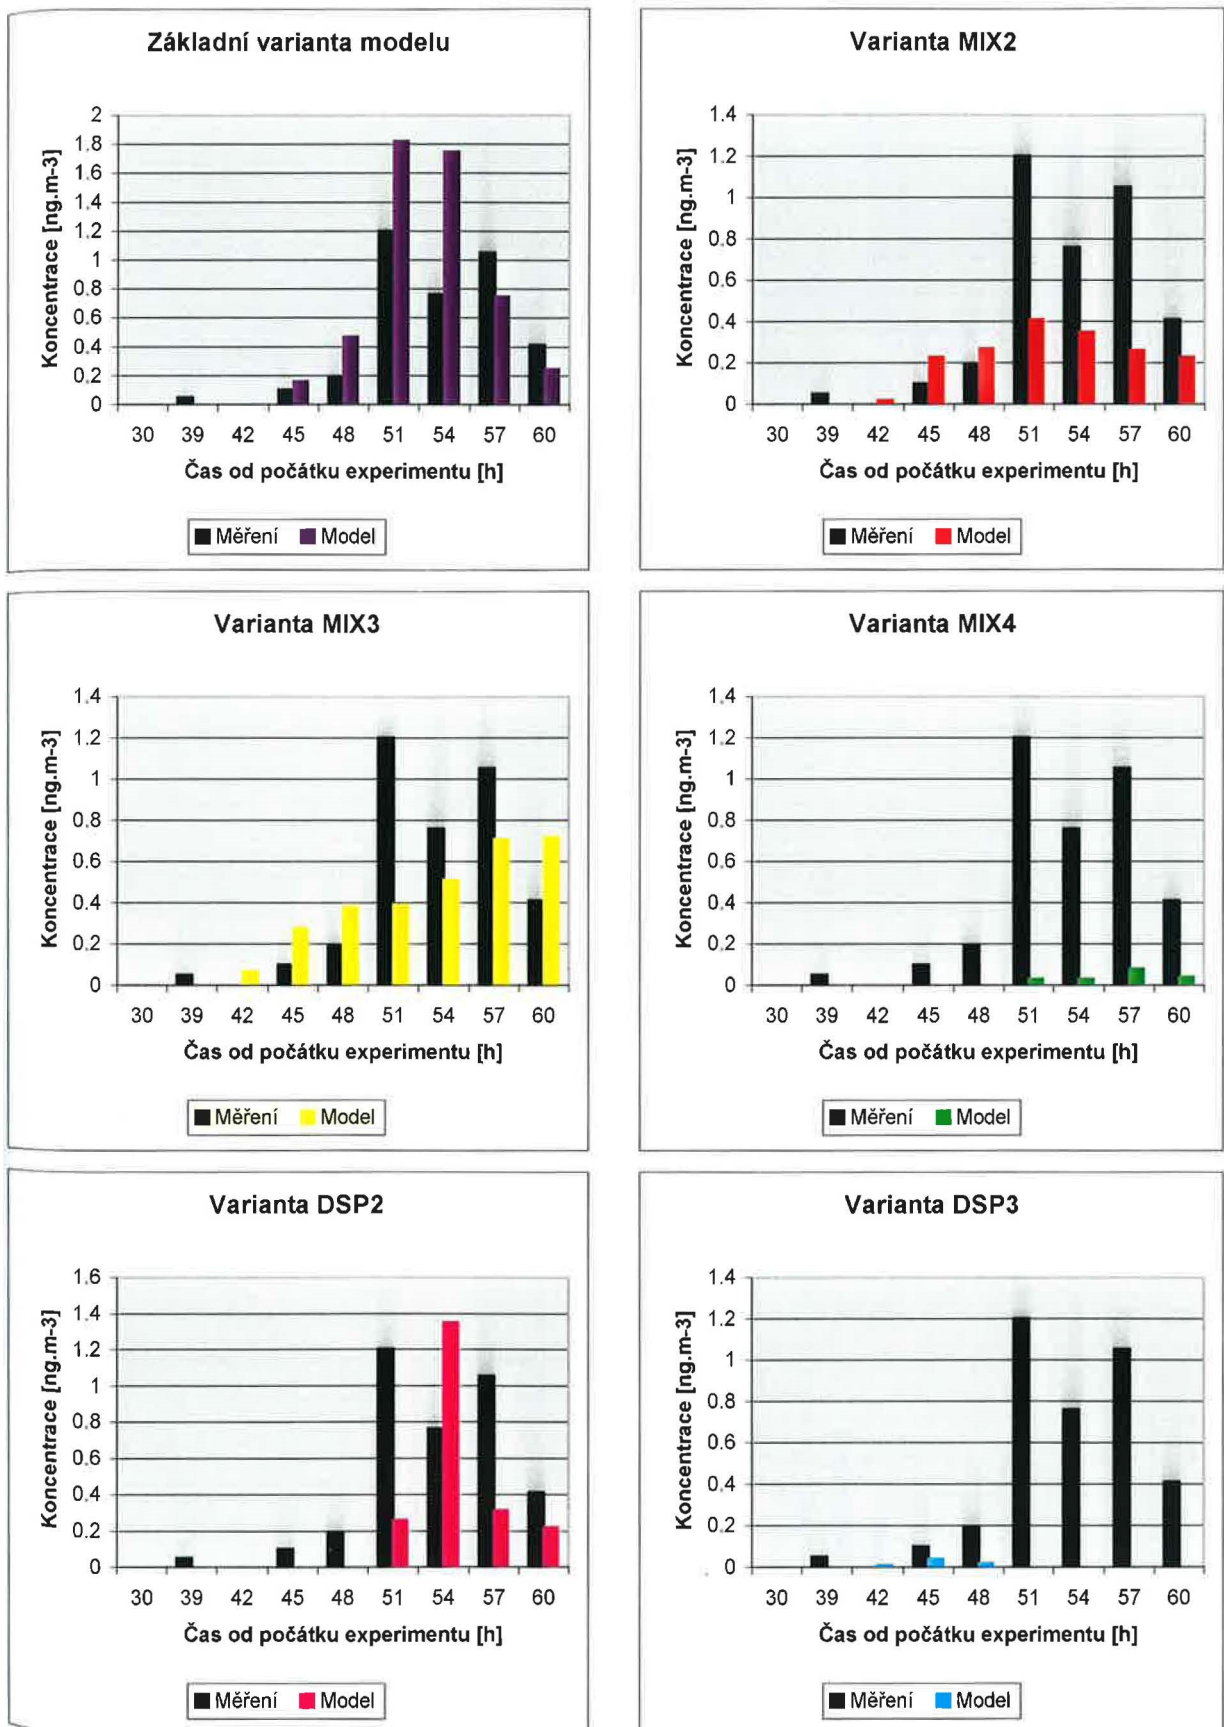 Základní varianta modelu
Koncentrace [ng.m-3]
2
1.8
1.6
1.4
1.2
1
0.8
0.6
0.4
0.2
0
30 39 42 45 48 51 54 57 60
Čas od počátku experimentu [h]
Měření Model
Varianta MIX2
Koncentrace [ng.m-3]
1.4
1.2
1
0.8
0.6
0.4
0.2
0
30 39 42 45 48 51 54 57 60
Čas od počátku experimentu [h]
Měření Model
Varianta MIX3
Koncentrace [ng.m-3]
1.4
1.2
1
0.8
0.6
0.4
0.2
0
30 39 42 45 48 51 54 57 60
Čas od počátku experimentu [h]
Měření Model
Varianta MIX4
Koncentrace [ng.m-3]
1.4
1.2
1
0.8
0.6
0.4
0.2
0
30 39 42 45 48 51 54 57 60
Čas od počátku experimentu [h]
Měření Model
Varianta DSP2
Koncentrace [ng.m-3]
1.6
1.4
1.2
1
0.8
0.6
0.4
0.2
0
30 39 42 45 48 51 54 57 60
Čas od počátku experimentu [h]
Měření Model
Varianta DSP3
Koncentrace [ng.m-3]
1.4
1.2
1
0.8
0.6
0.4
0.2
0
30 39 42 45 48 51 54 57 60
Čas od počátku experimentu [h]
Měření Model